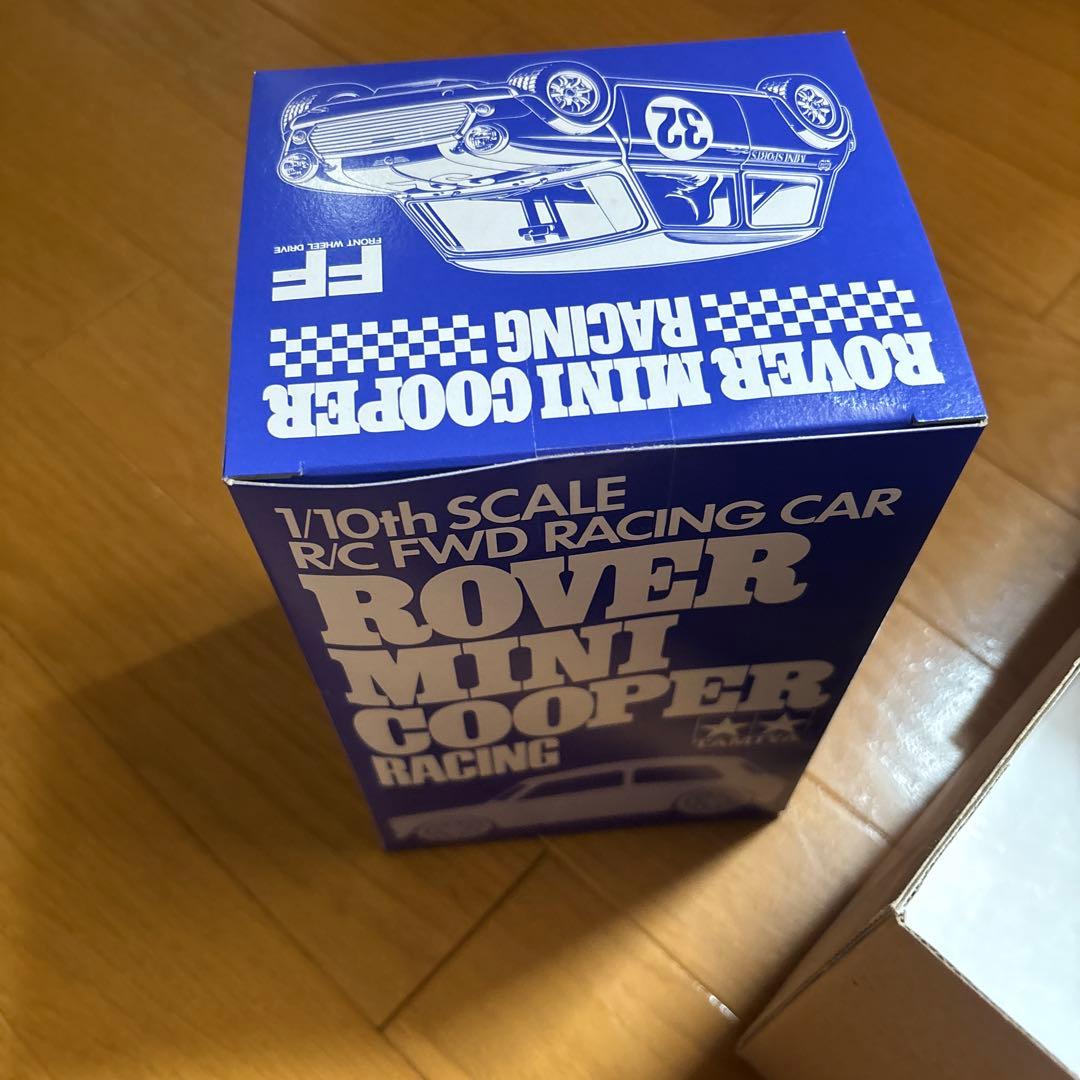 32
MINI SPORTS
FF
FRONT WHEEL DRIVE
ROVER MINI COOPER
RACING
1/10th SCALE
R/C FWD RACING CAR
ROVER
MINI
COOPER
RACING
TAMIYA